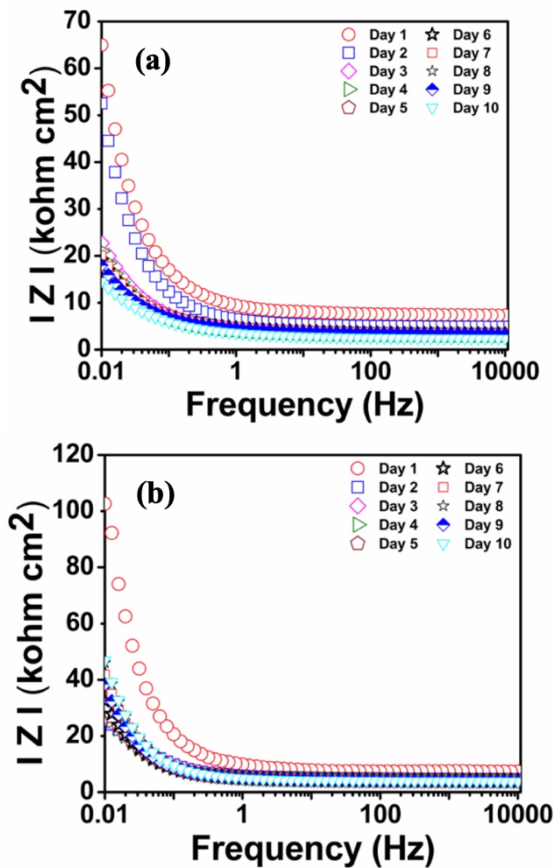 70
60
50
40
30
20
10
0
I Z I (kohm cm²)
(a)
Day 1 Day 6
Day 2 Day 7
Day 3 Day 8
Day 4 Day 9
Day 5 Day 10
0.01 1 100 10000
Frequency (Hz)
120
100
80
60
40
20
0
I Z I (kohm cm²)
(b)
Day 1 Day 6
Day 2 Day 7
Day 3 Day 8
Day 4 Day 9
Day 5 Day 10
0.01 1 100 10000
Frequency (Hz)